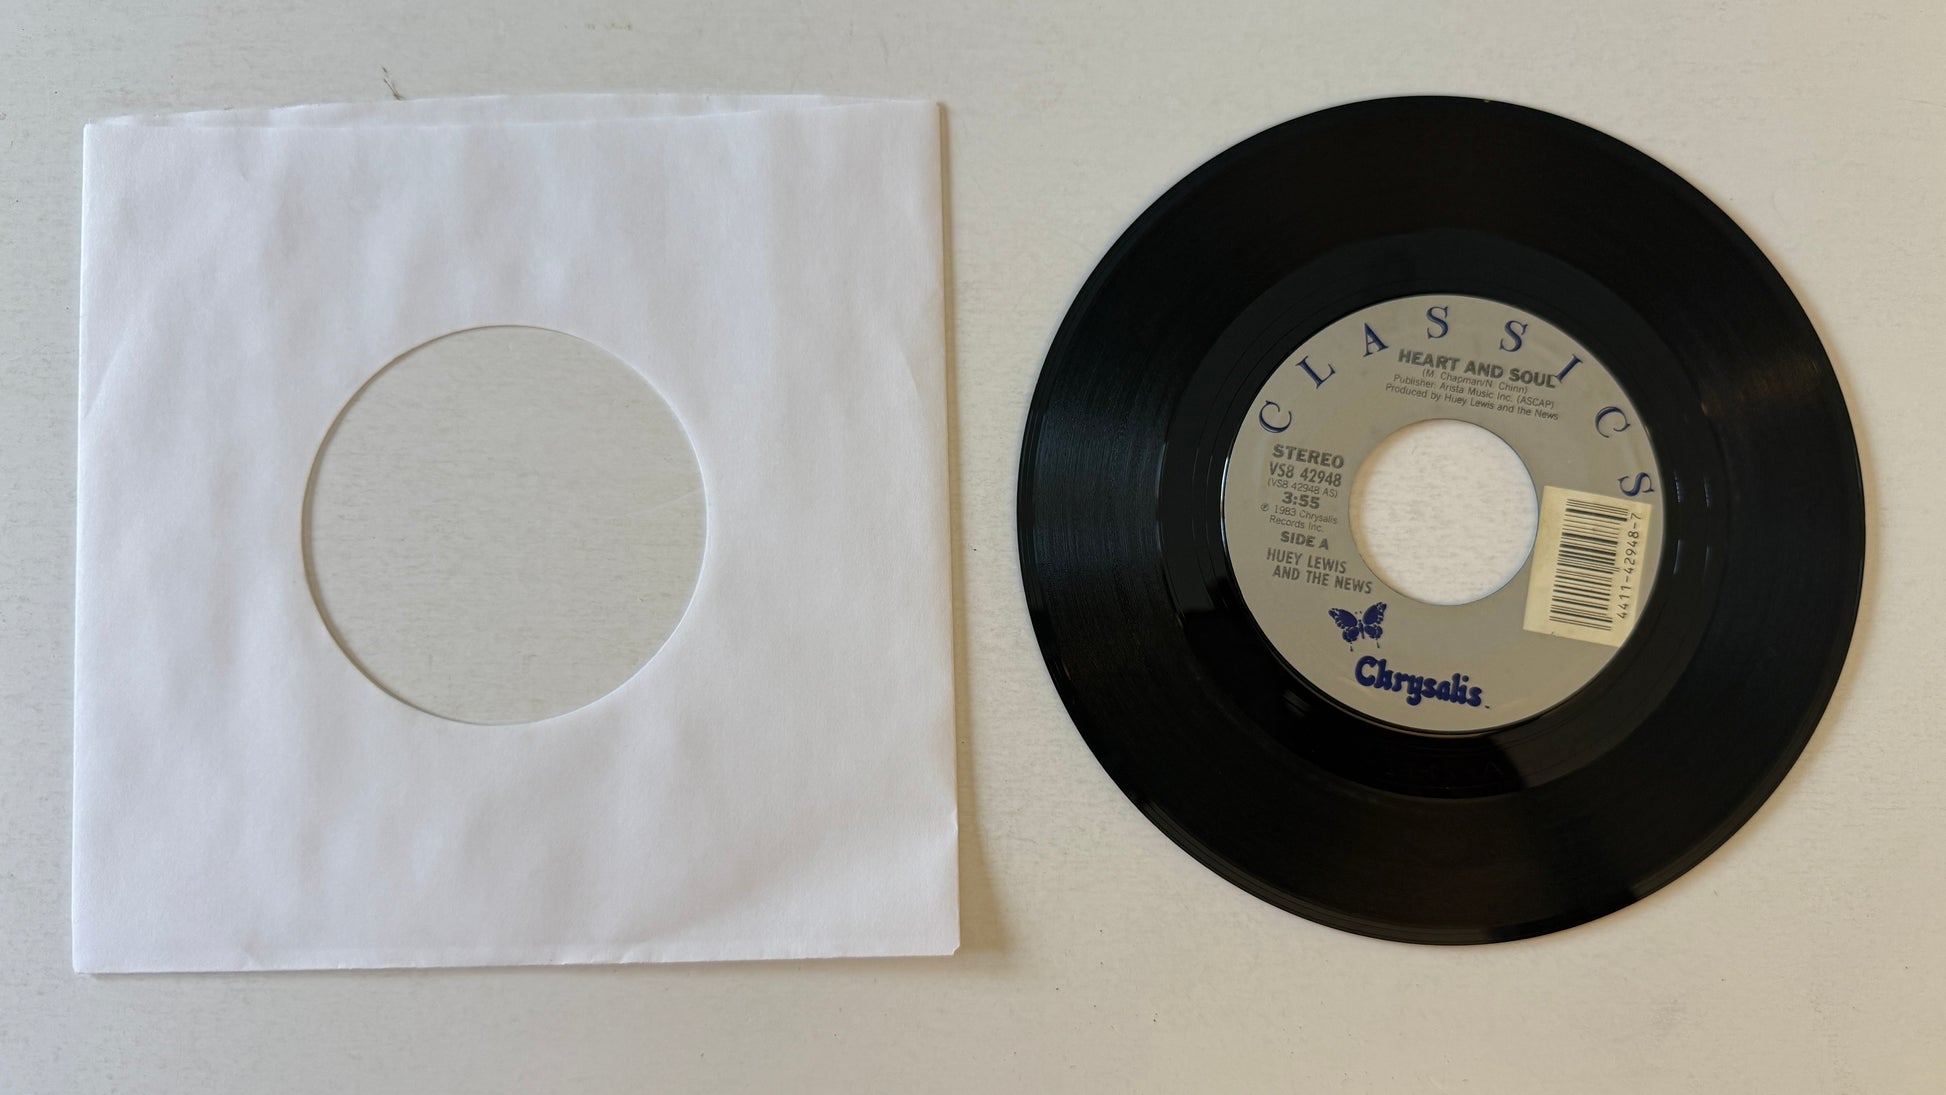 CLASSICS
HEART AND SOUL
(M. Chapman/N. Chinn)
Publisher: Arista Music Inc. (ASCAP)
Produced by Huey Lewis and the News
STEREO
VS8 42948
(VS8 42948 AS)
3:55
℗ 1983 Chrysalis
Records Inc.
SIDE A
HUEY LEWIS
AND THE NEWS
4411-42948-7
Chrysalis